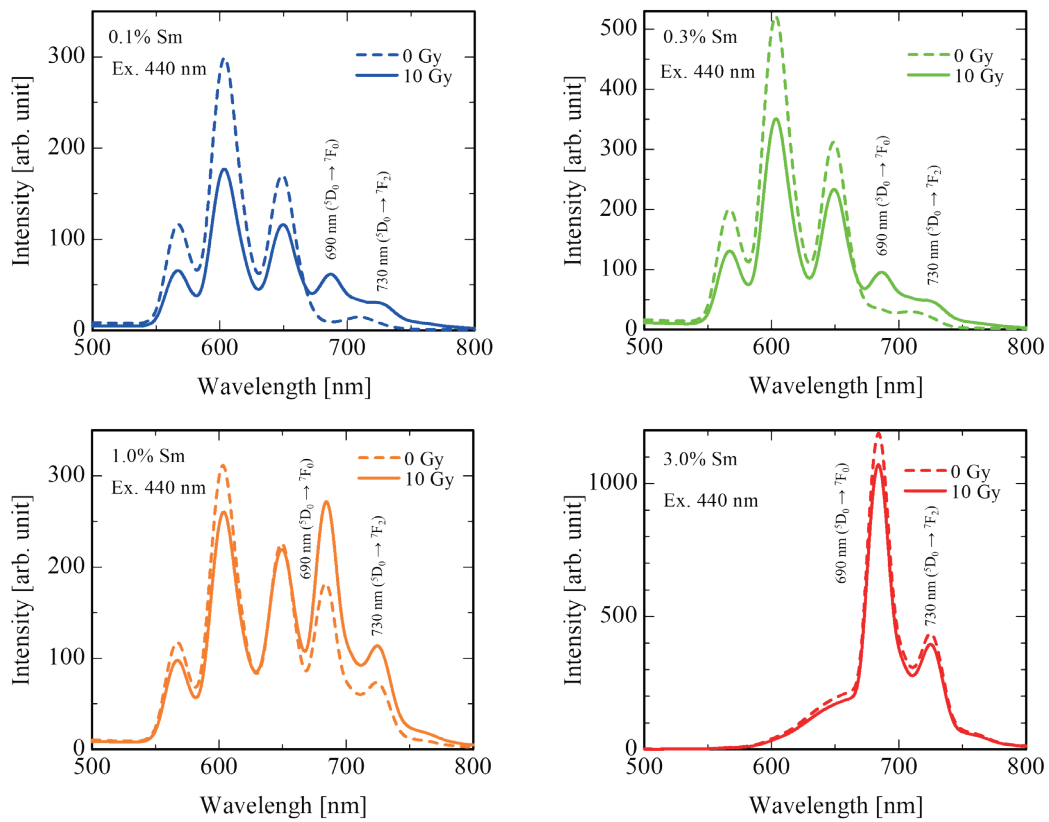 0.1% Sm
Ex. 440 nm
0 Gy
10 Gy
690 nm (⁵D₀ → ⁷F₀)
730 nm (⁵D₀ → ⁷F₂)
Intensity [arb. unit]
300
200
100
0
500
600
700
800
Wavelength [nm]
0.3% Sm
Ex. 440 nm
0 Gy
10 Gy
690 nm (⁵D₀ → ⁷F₀)
730 nm (⁵D₀ → ⁷F₂)
Intensity [arb. unit]
500
400
300
200
100
0
500
600
700
800
Wavelength [nm]
1.0% Sm
Ex. 440 nm
0 Gy
10 Gy
690 nm (⁵D₀ → ⁷F₀)
730 nm (⁵D₀ → ⁷F₂)
Intensity [arb. unit]
300
200
100
0
500
600
700
800
Wavelength [nm]
3.0% Sm
Ex. 440 nm
0 Gy
10 Gy
690 nm (⁵D₀ → ⁷F₀)
730 nm (⁵D₀ → ⁷F₂)
Intensity [arb. unit]
1000
500
0
500
600
700
800
Wavelength [nm]